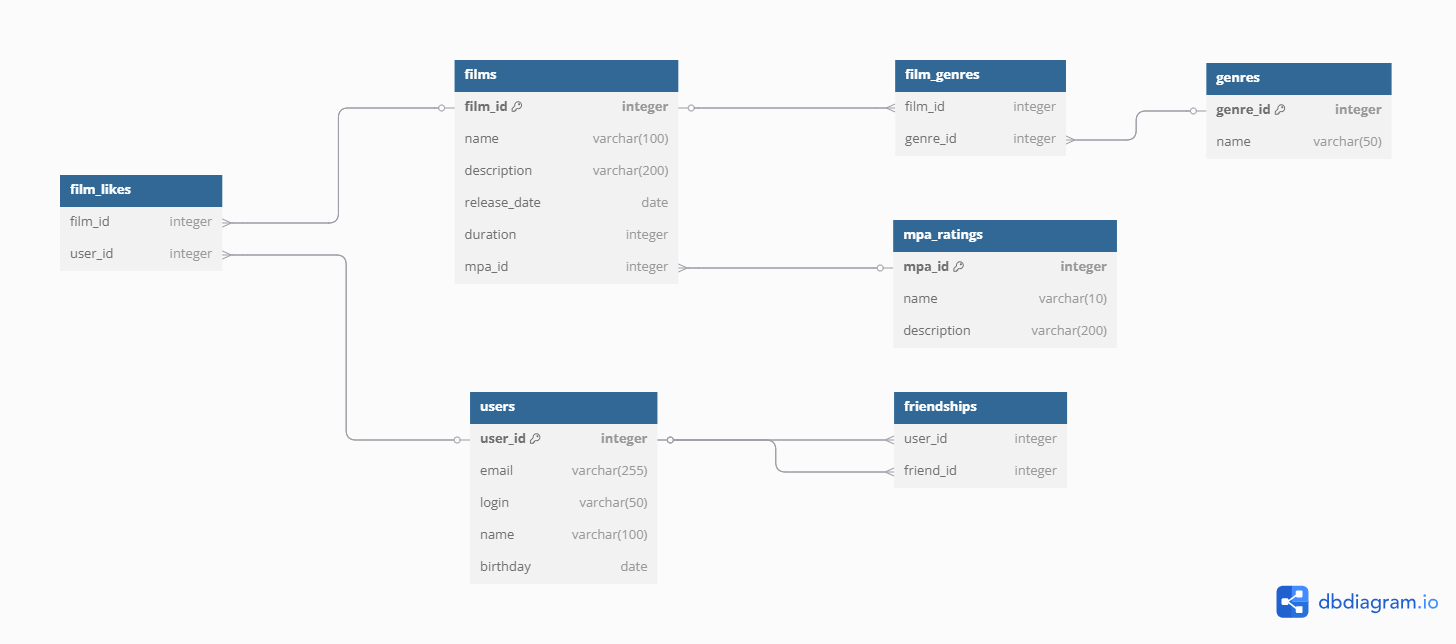 films
film_id integer
name varchar(100)
description varchar(200)
release_date date
duration integer
mpa_id integer
film_genres
film_id integer
genre_id integer
genres
genre_id integer
name varchar(50)
film_likes
film_id integer
user_id integer
mpa_ratings
mpa_id integer
name varchar(10)
description varchar(200)
users
user_id integer
email varchar(255)
login varchar(50)
name varchar(100)
birthday date
friendships
user_id integer
friend_id integer
dbdiagram.io